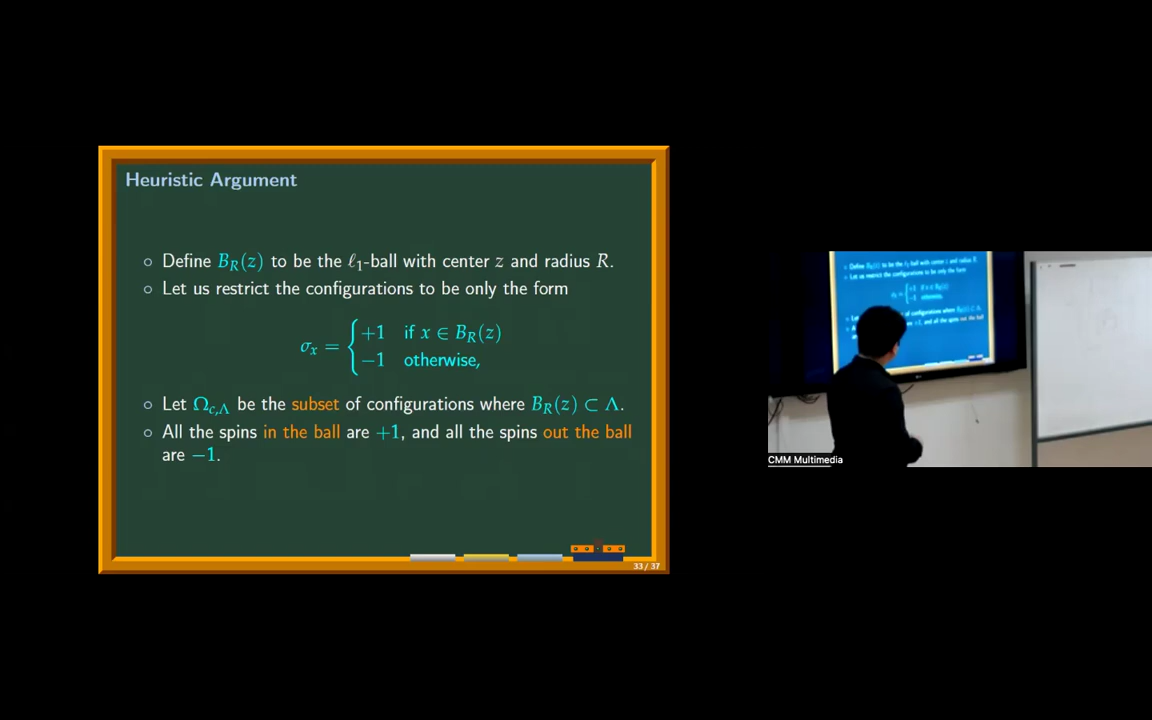 Heuristic Argument
○ Define B_R(z) to be the ℓ₁-ball with center z and radius R.
○ Let us restrict the configurations to be only the form
σ_x = { +1 if x ∈ B_R(z)
−1 otherwise,
○ Let Ω_{c,Λ} be the subset of configurations where B_R(z) ⊂ Λ.
○ All the spins in the ball are +1, and all the spins out the ball
are −1.
33 / 37
CMM Multimedia